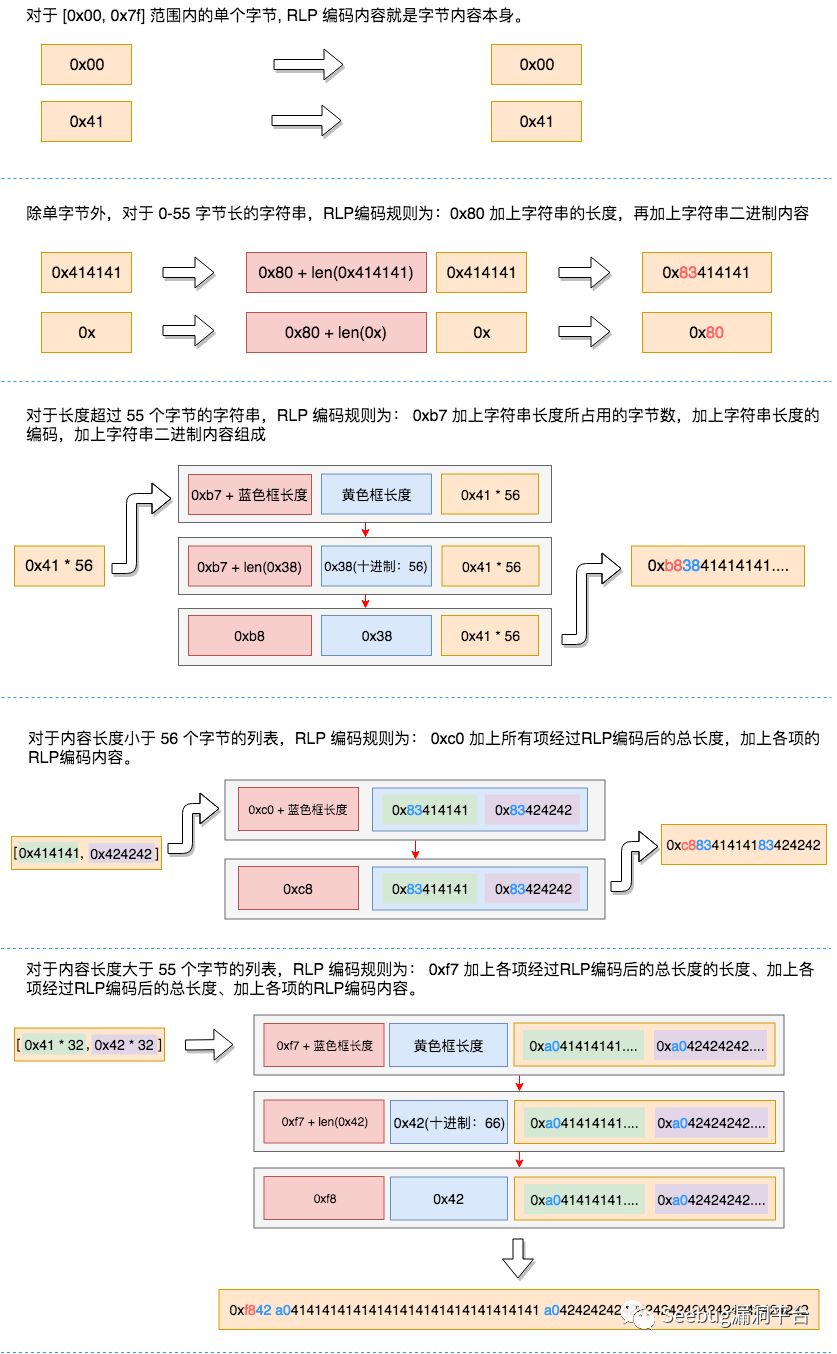 对于 [0x00, 0x7f] 范围内的单个字节, RLP 编码内容就是字节内容本身。
0x00 0x00
0x41 0x41
除单字节外，对于 0-55 字节长的字符串，RLP编码规则为：0x80 加上字符串的长度，再加上字符串二进制内容
0x414141 0x80 + len(0x414141) 0x414141 0x83414141
0x 0x80 + len(0x) 0x 0x80
对于长度超过 55 个字节的字符串，RLP 编码规则为： 0xb7 加上字符串长度所占用的字节数，加上字符串长度的
编码，加上字符串二进制内容组成
0xb7 + 蓝色框长度 黄色框长度 0x41 * 56
0x41 * 56 0xb7 + len(0x38) 0x38(十进制：56) 0x41 * 56 0xb83841414141....
0xb8 0x38 0x41 * 56
对于内容长度小于 56 个字节的列表，RLP 编码规则为： 0xc0 加上所有项经过RLP编码后的总长度，加上各项的
RLP编码内容。
0xc0 + 蓝色框长度 0x83414141 0x83424242
[0x414141, 0x424242 ] 0xc88341414183424242
0xc8 0x83414141 0x83424242
对于内容长度大于 55 个字节的列表，RLP 编码规则为： 0xf7 加上各项经过RLP编码后的总长度的长度、加上各
项经过RLP编码后的总长度、加上各项的RLP编码内容。
[ 0x41 * 32 , 0x42 * 32 ] 0xf7 + 蓝色框长度 黄色框长度 0xa041414141.... 0xa042424242....
0xf7 + len(0x42) 0x42(十进制：66) 0xa041414141.... 0xa042424242....
0xf8 0x42 0xa041414141.... 0xa042424242....
Seebug漏洞平台